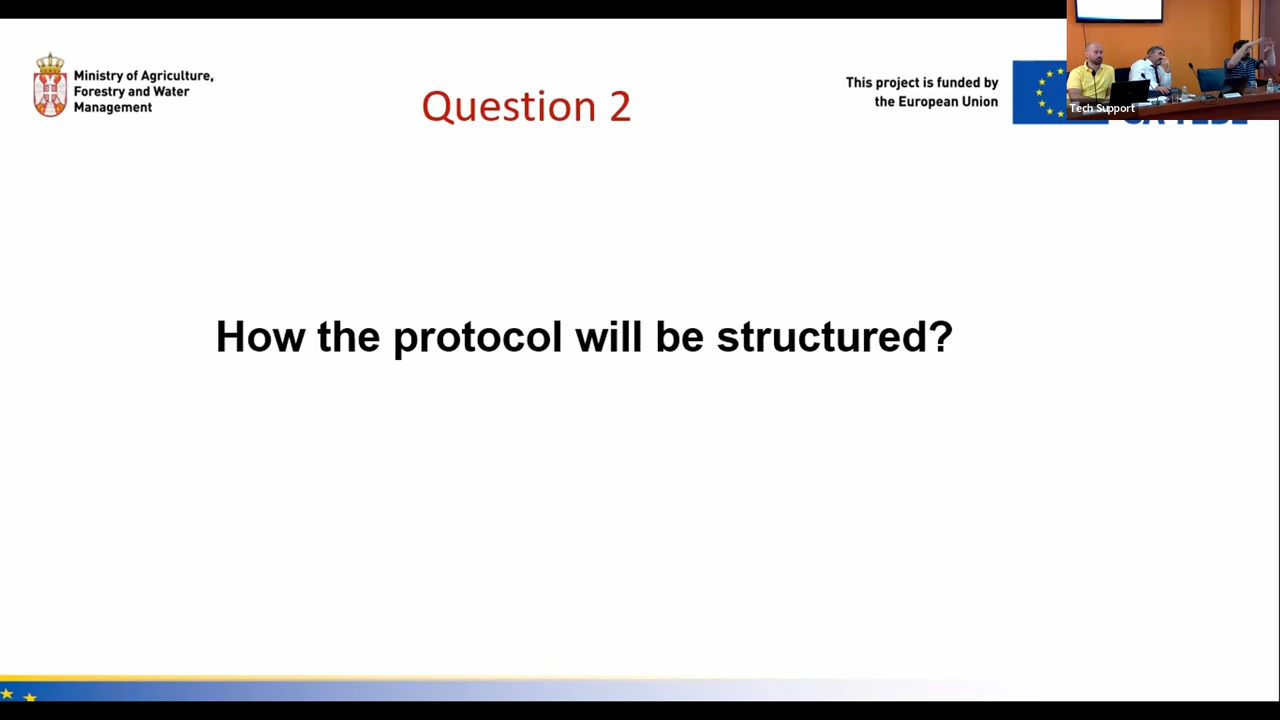 Ministry of Agriculture,
Forestry and Water
Management
Question 2
This project is funded by
the European Union
Tech Support
How the protocol will be structured?